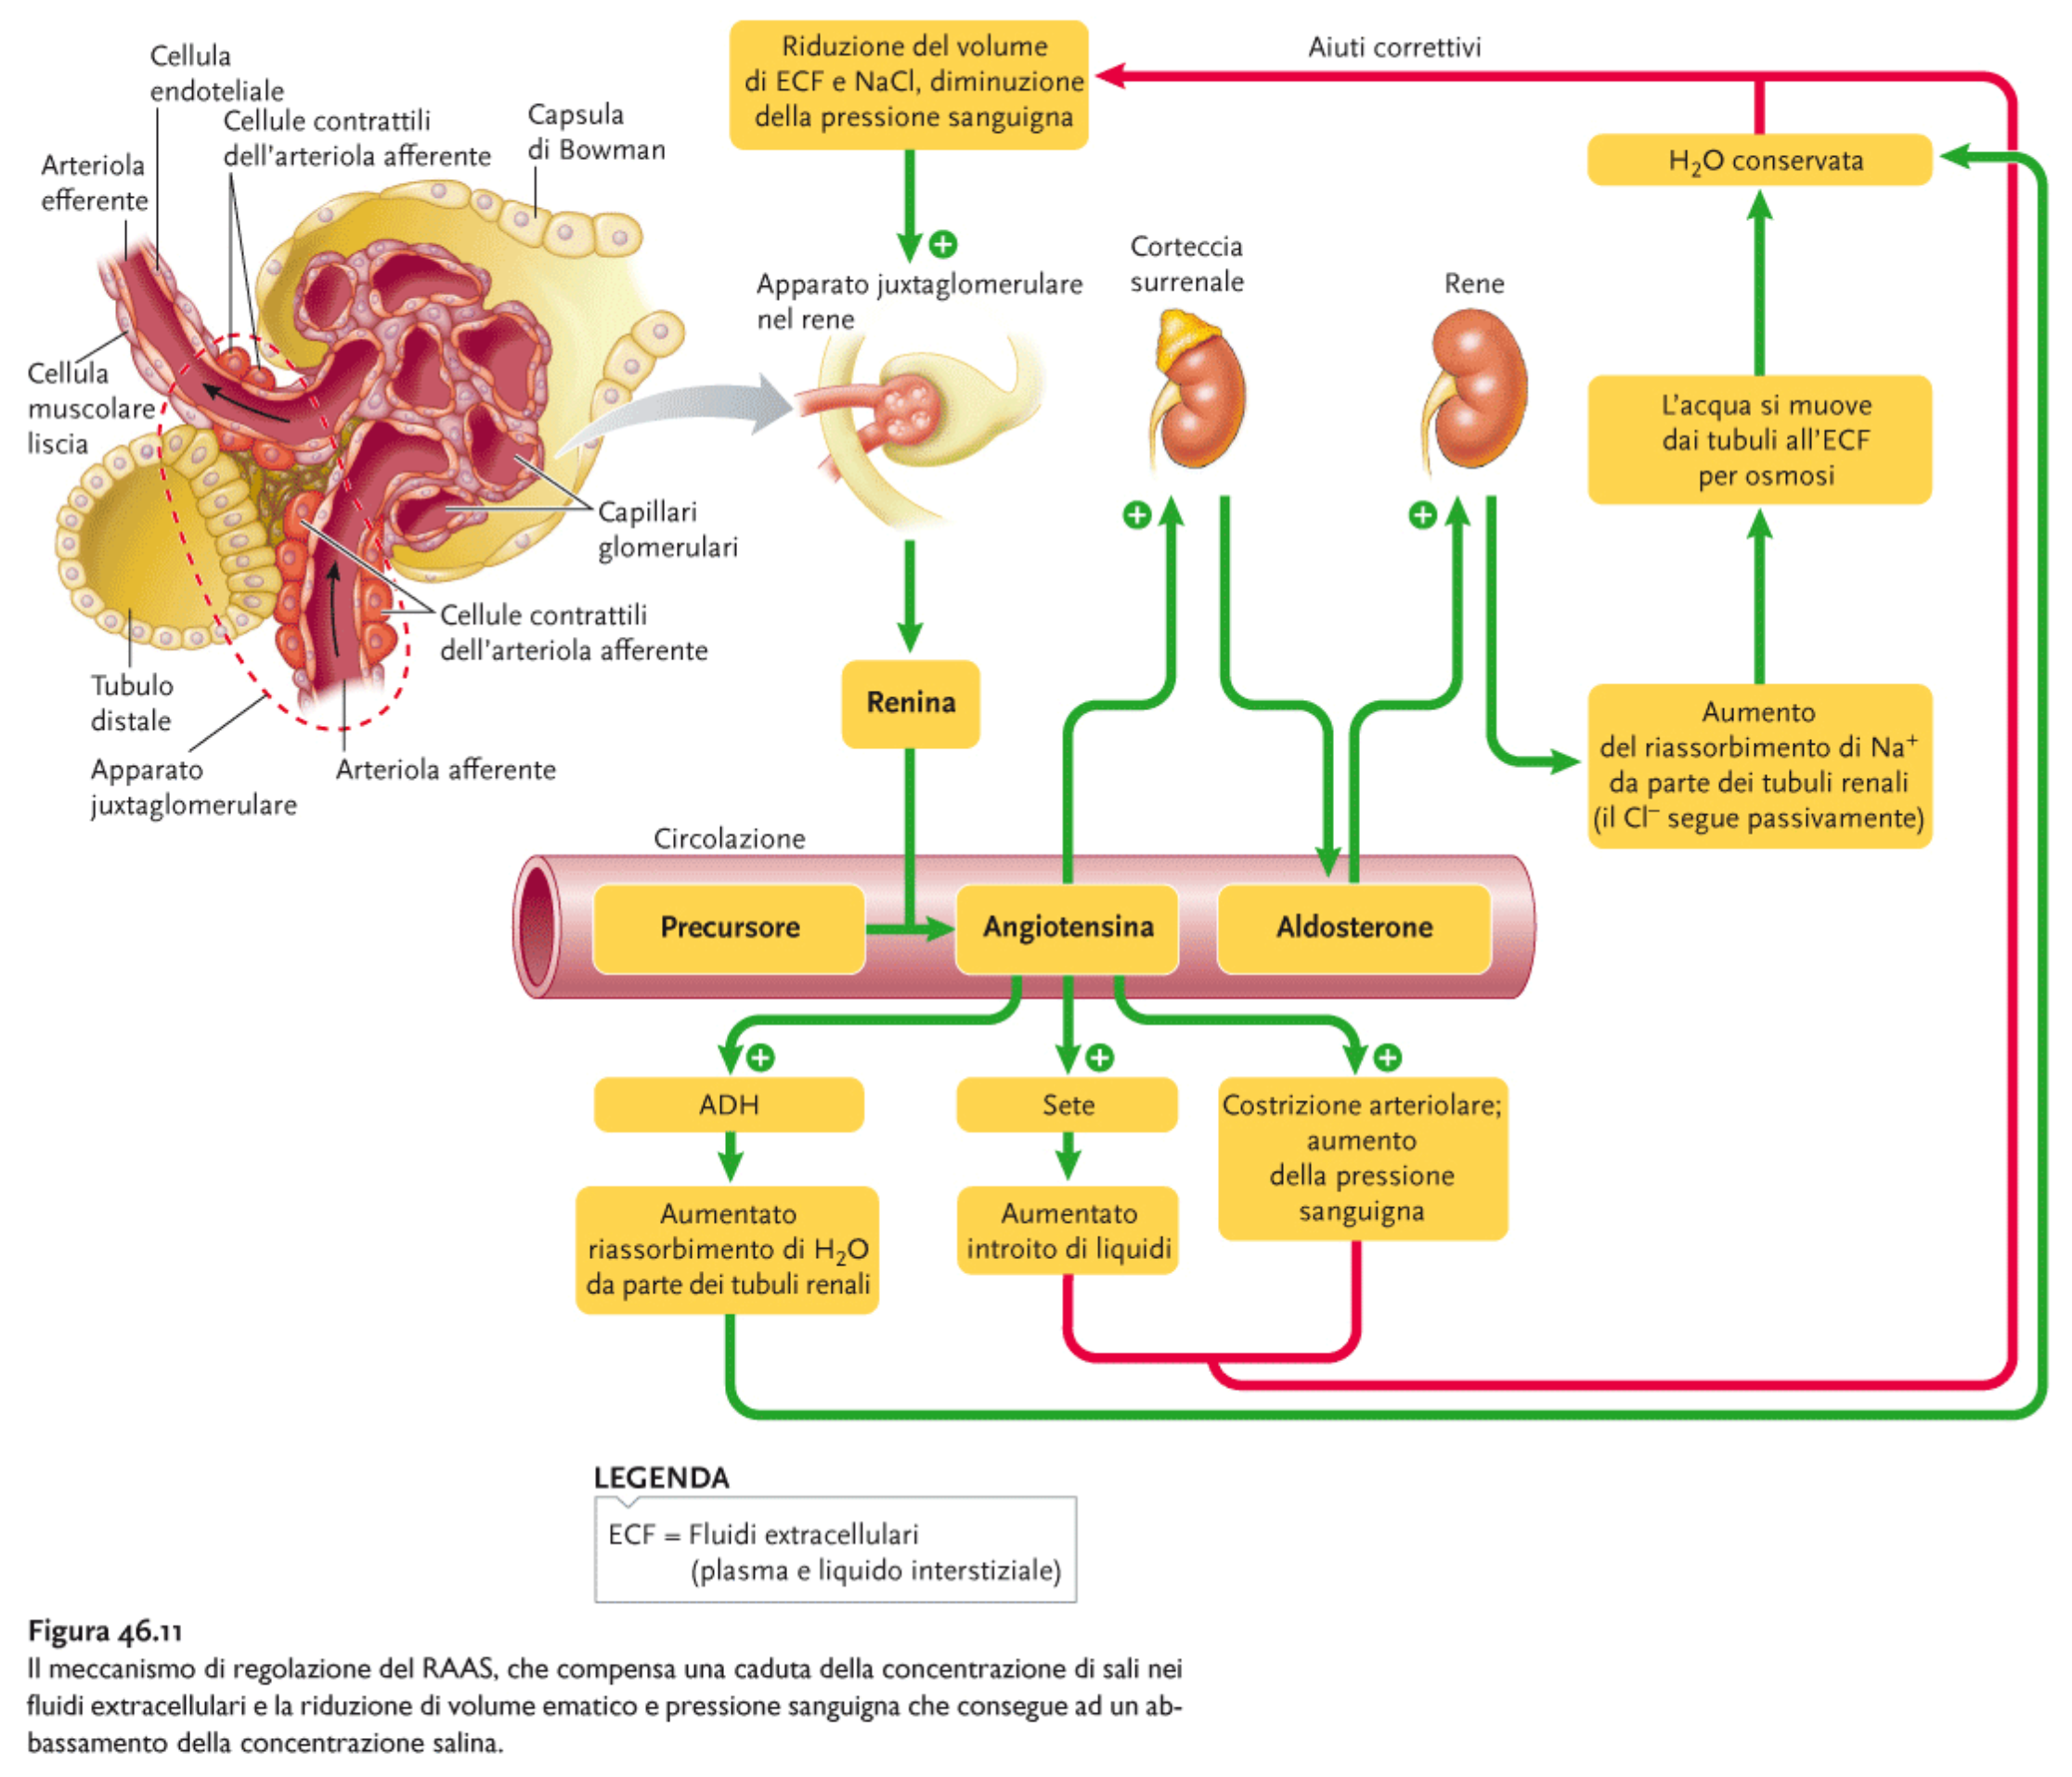 Cellula
endoteliale
Cellule contrattili
dell'arteriola afferente
Capsula
di Bowman
Arteriola
efferente
Cellula
muscolare
liscia
Capillari
glomerulari
Cellule contrattili
dell'arteriola afferente
Tubulo
distale
Apparato
juxtaglomerulare
Arteriola afferente
Riduzione del volume
di ECF e NaCl, diminuzione
della pressione sanguigna
Aiuti correttivi
H₂O conservata
+
Apparato juxtaglomerulare
nel rene
Corteccia
surrenale
Rene
L'acqua si muove
dai tubuli all'ECF
per osmosi
+
+
Renina
Aumento
del riassorbimento di Na⁺
da parte dei tubuli renali
(il Cl⁻ segue passivamente)
Circolazione
Precursore
Angiotensina
Aldosterone
+
+
+
ADH
Sete
Costrizione arteriolare;
aumento
della pressione
sanguigna
Aumentato
riassorbimento di H₂O
da parte dei tubuli renali
Aumentato
introito di liquidi
LEGENDA
ECF = Fluidi extracellulari
(plasma e liquido interstiziale)
Figura 46.11
Il meccanismo di regolazione del RAAS, che compensa una caduta della concentrazione di sali nei
fluidi extracellulari e la riduzione di volume ematico e pressione sanguigna che consegue ad un ab-
bassamento della concentrazione salina.